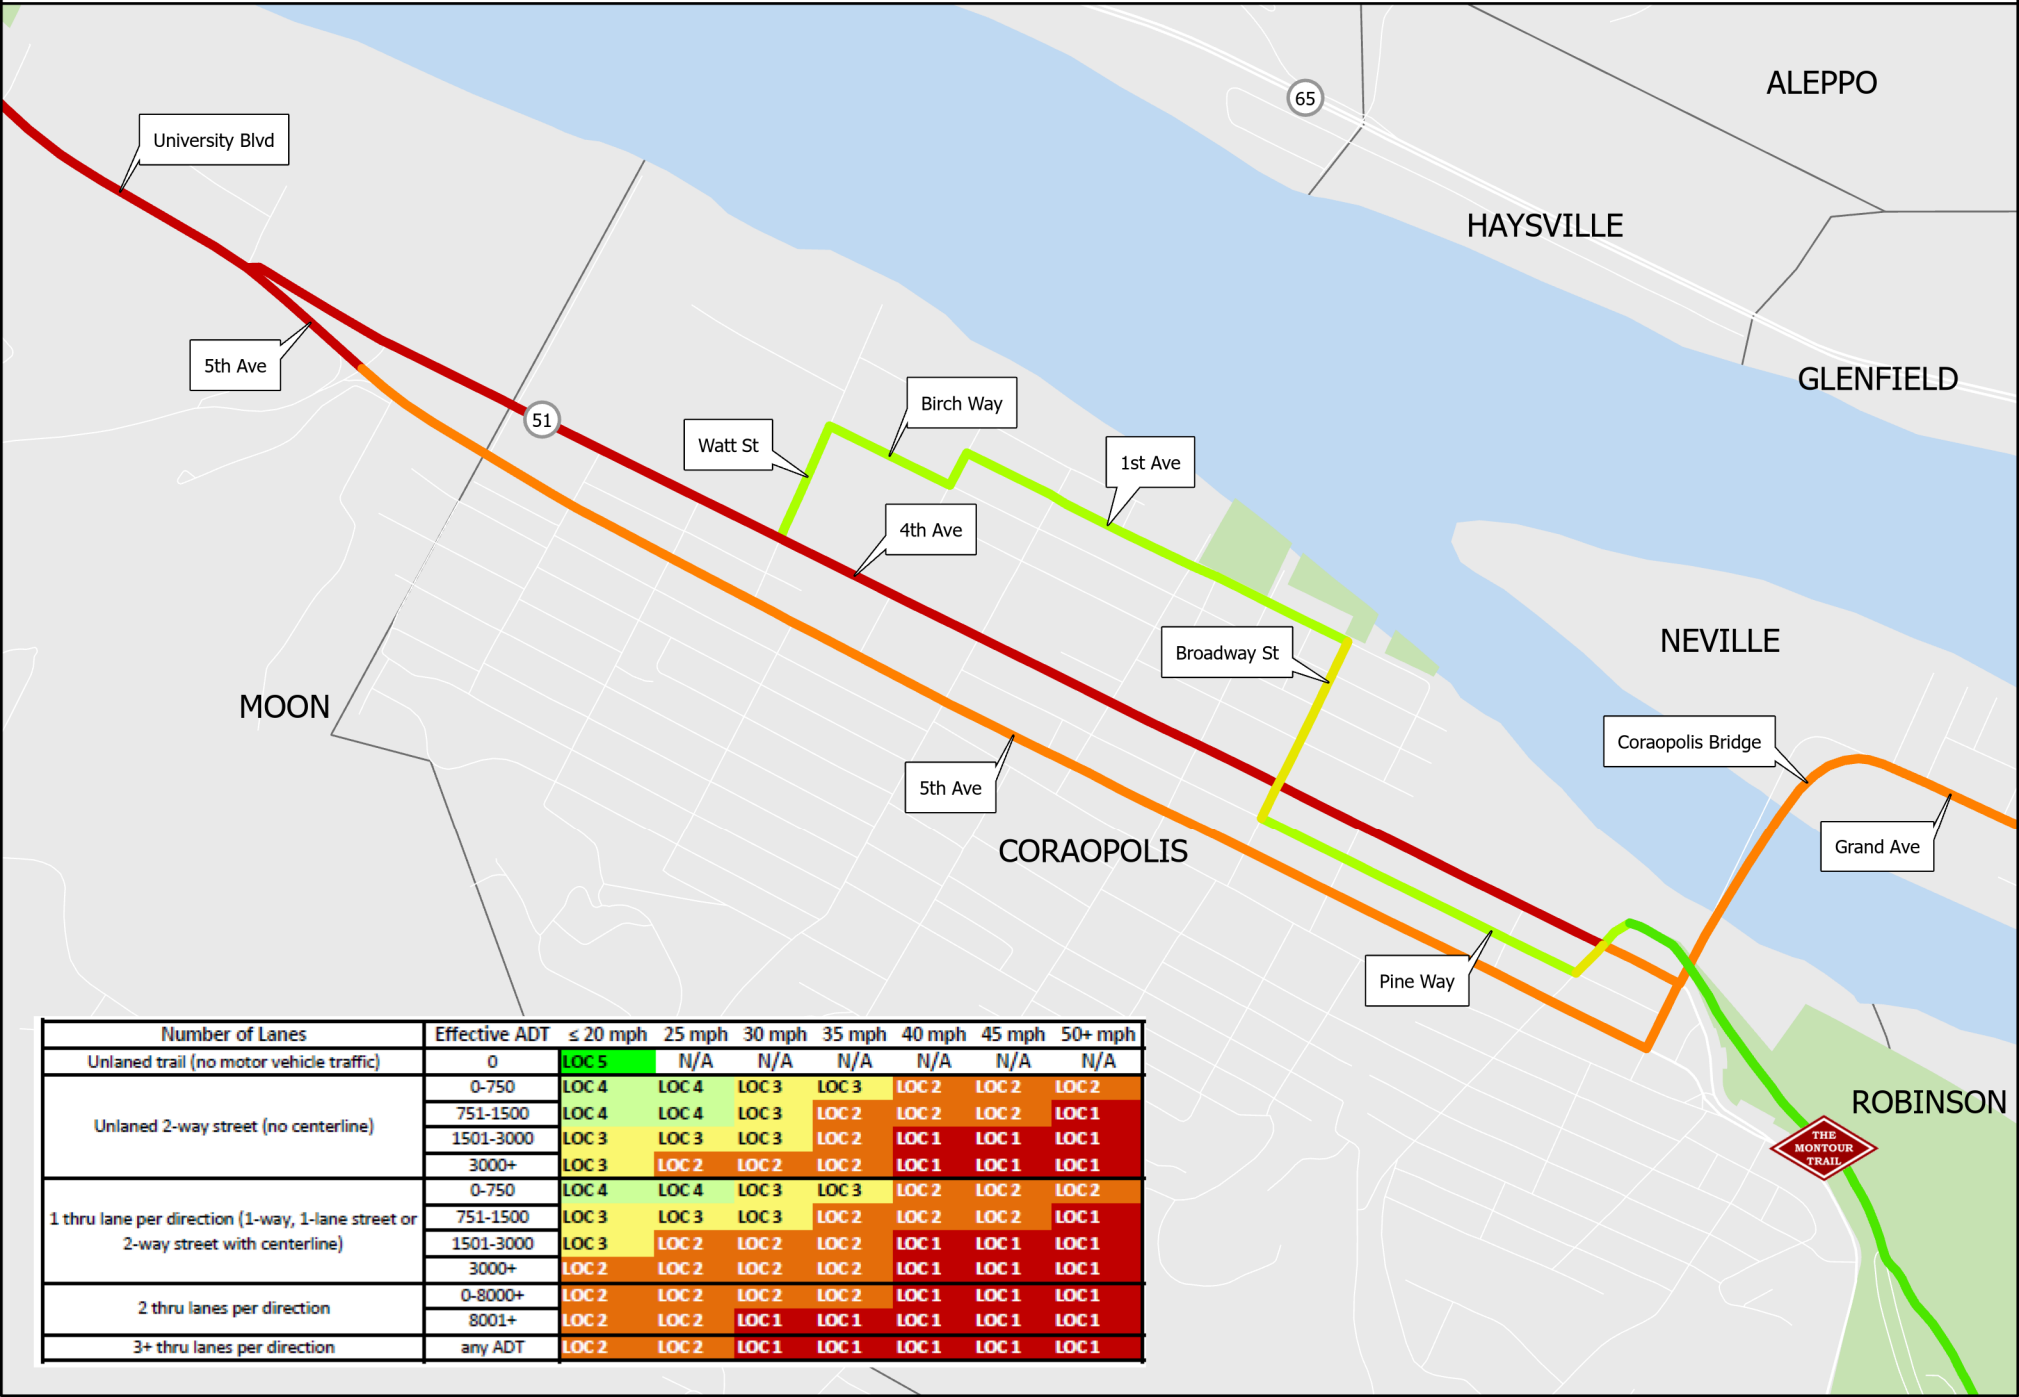 ALEPPO
65
University Blvd
HAYSVILLE
5th Ave
GLENFIELD
Birch Way
51
Watt St
1st Ave
4th Ave
NEVILLE
Broadway St
MOON
Coraopolis Bridge
5th Ave
CORAOPOLIS
Grand Ave
Pine Way
ROBINSON
THE
MONTOUR
TRAIL
Number of Lanes Effective ADT ≤ 20 mph 25 mph 30 mph 35 mph 40 mph 45 mph 50+ mph
Unlaned trail (no motor vehicle traffic) 0 LOC 5 N/A N/A N/A N/A N/A N/A
Unlaned 2-way street (no centerline)
0-750 LOC 4 LOC 4 LOC 3 LOC 3 LOC 2 LOC 2 LOC 2
751-1500 LOC 4 LOC 4 LOC 3 LOC 2 LOC 2 LOC 2 LOC 1
1501-3000 LOC 3 LOC 3 LOC 3 LOC 2 LOC 1 LOC 1 LOC 1
3000+ LOC 3 LOC 2 LOC 2 LOC 2 LOC 1 LOC 1 LOC 1
1 thru lane per direction (1-way, 1-lane street or
2-way street with centerline)
0-750 LOC 4 LOC 4 LOC 3 LOC 3 LOC 2 LOC 2 LOC 2
751-1500 LOC 3 LOC 3 LOC 3 LOC 2 LOC 2 LOC 2 LOC 1
1501-3000 LOC 3 LOC 2 LOC 2 LOC 2 LOC 1 LOC 1 LOC 1
3000+ LOC 2 LOC 2 LOC 2 LOC 2 LOC 1 LOC 1 LOC 1
2 thru lanes per direction
0-8000+ LOC 2 LOC 2 LOC 2 LOC 2 LOC 1 LOC 1 LOC 1
8001+ LOC 2 LOC 2 LOC 1 LOC 1 LOC 1 LOC 1 LOC 1
3+ thru lanes per direction any ADT LOC 2 LOC 2 LOC 1 LOC 1 LOC 1 LOC 1 LOC 1